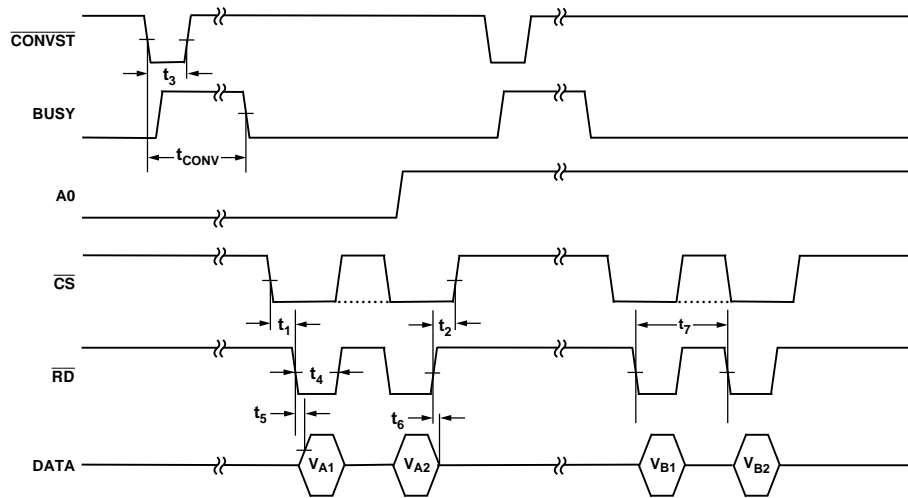 CONVST
t3
BUSY
tCONV
A0
CS
t1
t2
t7
RD
t4
t5
t6
DATA
VA1
VA2
VB1
VB2